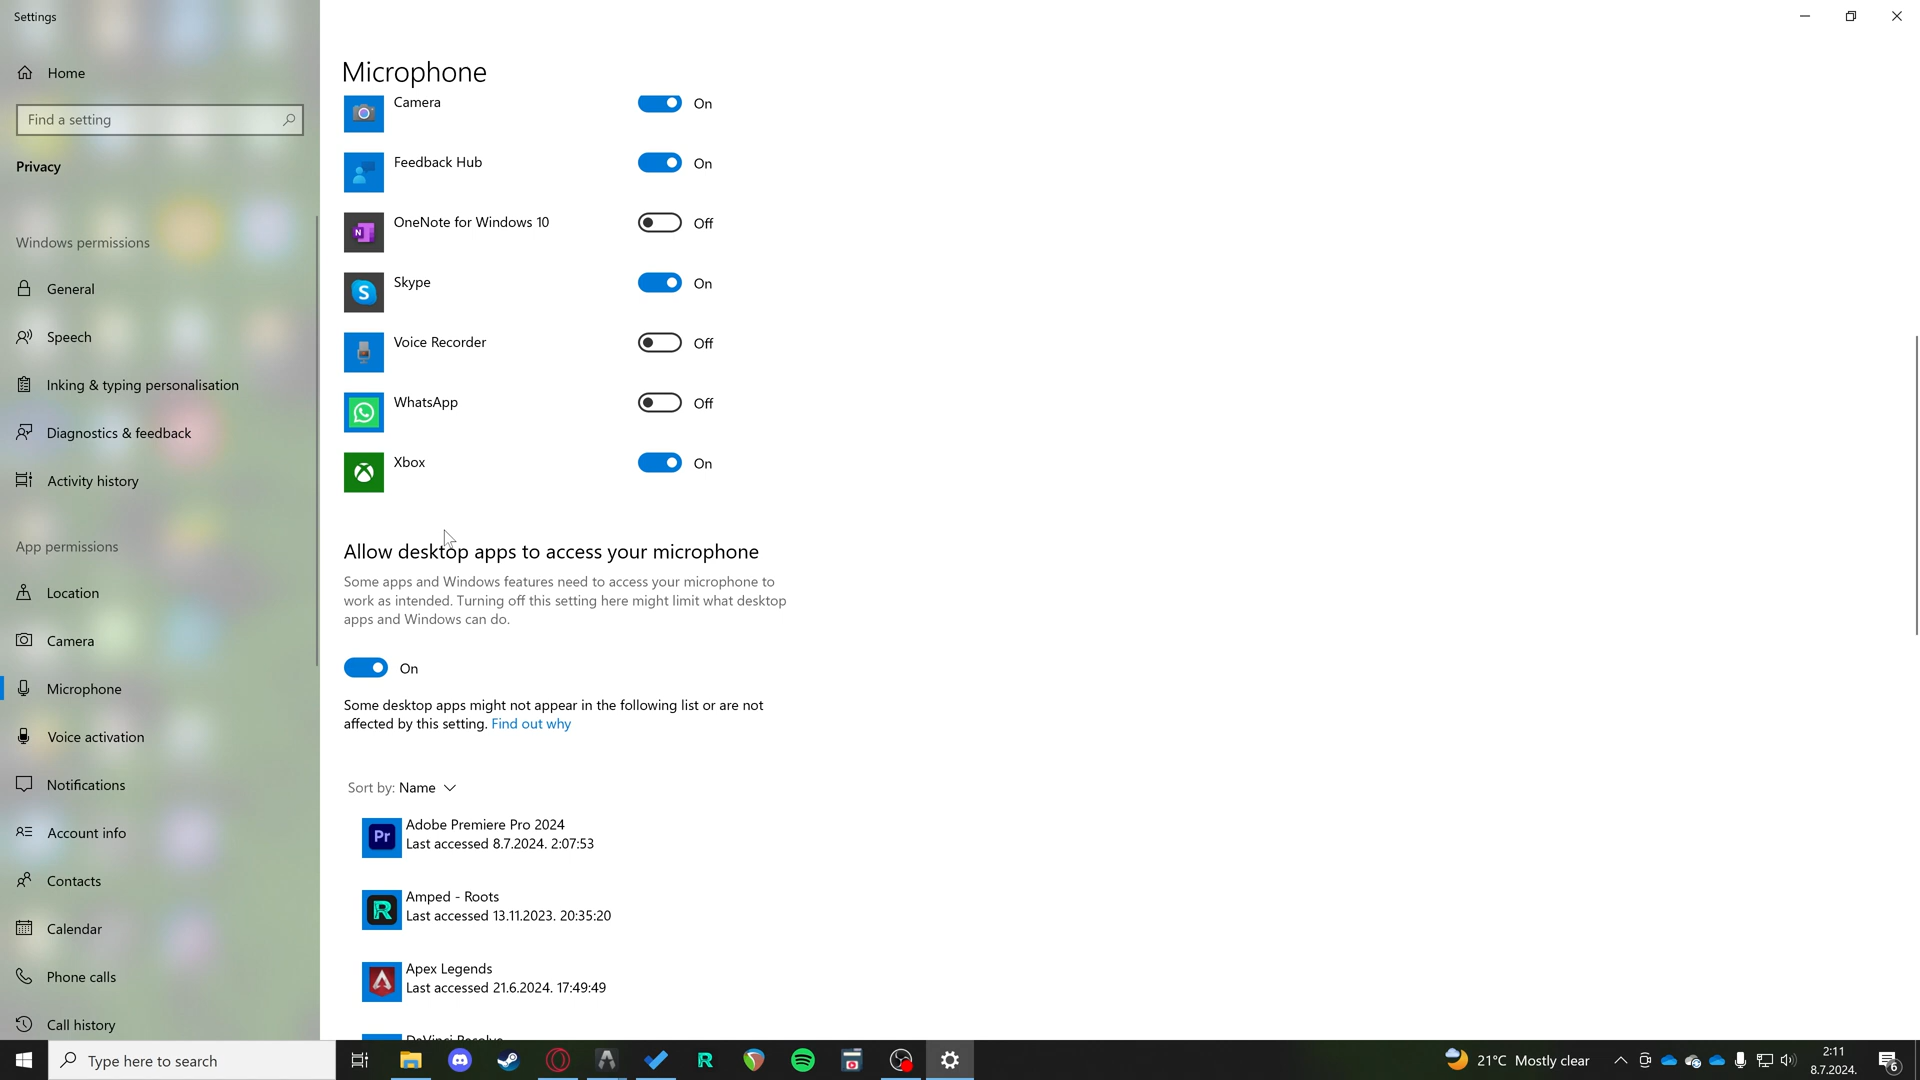 Settings
Home
Find a setting
Privacy
Windows permissions
General
Speech
Inking & typing personalisation
Diagnostics & feedback
Activity history
App permissions
Location
Camera
Microphone
Voice activation
Notifications
Account info
Contacts
Calendar
Phone calls
Call history
Microphone
Camera On
Feedback Hub On
OneNote for Windows 10 Off
Skype On
Voice Recorder Off
WhatsApp Off
Xbox On
Allow desktop apps to access your microphone
Some apps and Windows features need to access your microphone to
work as intended. Turning off this setting here might limit what desktop
apps and Windows can do.
On
Some desktop apps might not appear in the following list or are not
affected by this setting. Find out why
Sort by: Name
Pr Adobe Premiere Pro 2024
Last accessed 8.7.2024. 2:07:53
R Amped - Roots
Last accessed 13.11.2023. 20:35:20
Apex Legends
Last accessed 21.6.2024. 17:49:49
DaVinci Resolve
Type here to search
21°C Mostly clear
2:11
8.7.2024.
6